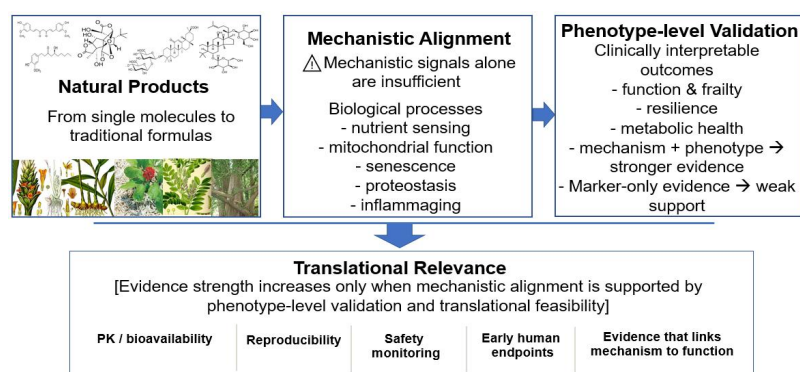 Natural Products
From single molecules to
traditional formulas
Mechanistic Alignment
⚠ Mechanistic signals alone
are insufficient
Biological processes
- nutrient sensing
- mitochondrial function
- senescence
- proteostasis
- inflammaging
Phenotype-level Validation
Clinically interpretable
outcomes
- function & frailty
- resilience
- metabolic health
- mechanism + phenotype →
stronger evidence
- Marker-only evidence → weak
support
Translational Relevance
[Evidence strength increases only when mechanistic alignment is supported by
phenotype-level validation and translational feasibility]
PK / bioavailability
Reproducibility
Safety
monitoring
Early human
endpoints
Evidence that links
mechanism to function